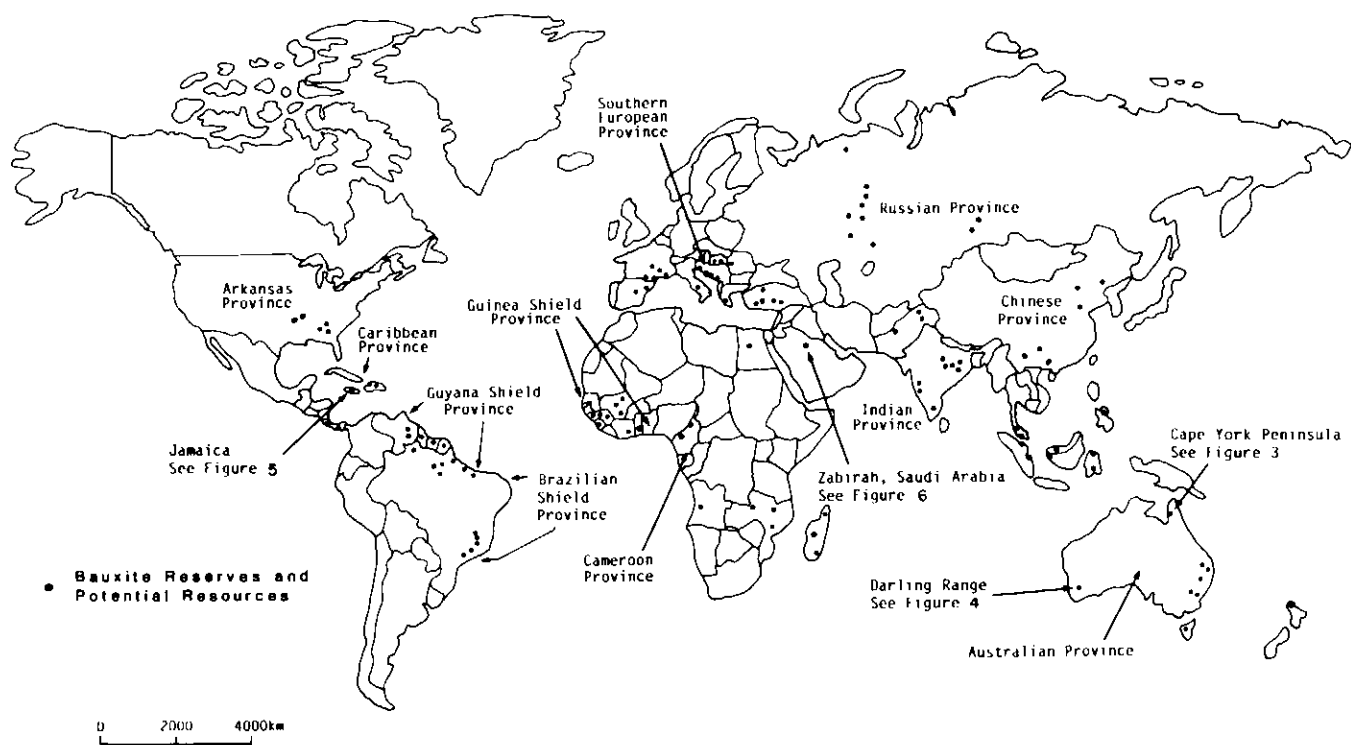 Southern
European
Province
Russian Province
Arkansas
Province
Chinese
Province
Guinea Shield
Province
Caribbean
Province
Guyana Shield
Province
Indian
Province
Jamaica
See Figure 5
Cape York Peninsula
See Figure 3
Brazilian
Shield
Province
Zabirah, Saudi Arabia
See Figure 6
Cameroon
Province
Bauxite Reserves and
Potential Resources
Darling Range
See Figure 4
Australian Province
0 2000 4000km